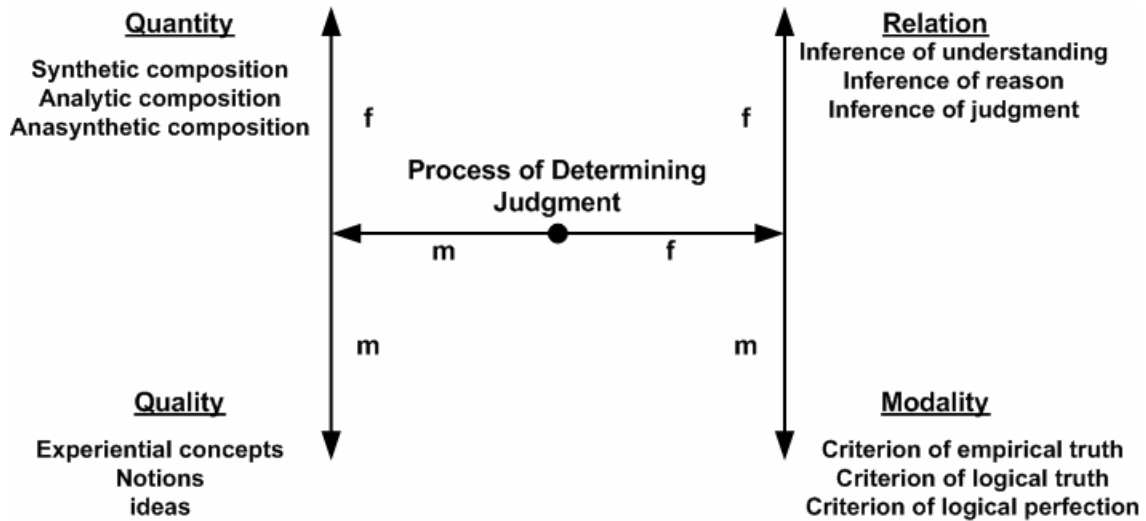 Quantity
Synthetic composition
Analytic composition
Anasynthetic composition
f
Relation
Inference of understanding
Inference of reason
Inference of judgment
f
Process of Determining
Judgment
m
f
m
m
Quality
Experiential concepts
Notions
ideas
Modality
Criterion of empirical truth
Criterion of logical truth
Criterion of logical perfection